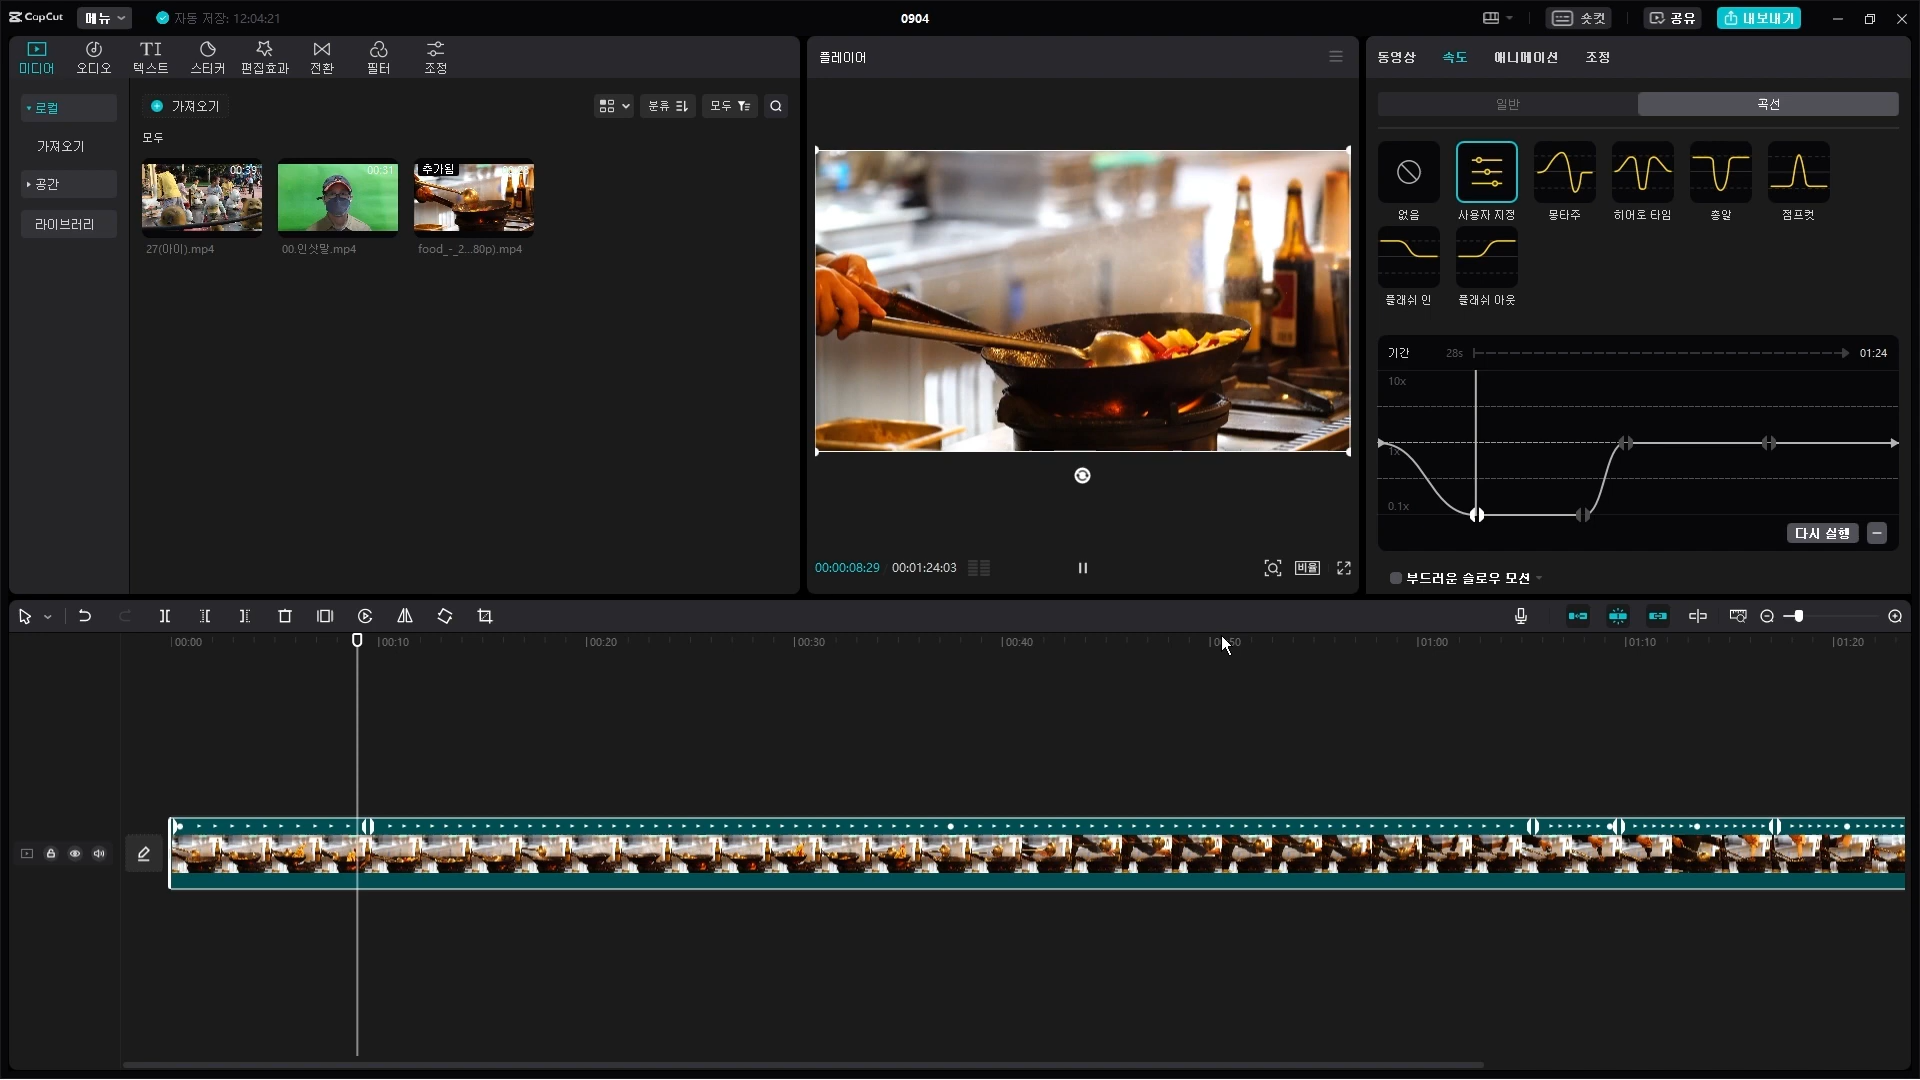 CapCut
메뉴
자동 저장: 12:04:21
0904
숏컷
공유
내보내기
미디어
오디오
TI
텍스트
스티커
편집효과
전환
필터
조정
로컬
가져오기
공간
라이브러리
가져오기
분류
모두
모두
00:39
27(아이).mp4
00:31
00.인삿말.mp4
추가됨
food_-_2...80p).mp4
플레이어
00:00:08:29
00:01:24:03
비율
동영상
속도
애니메이션
조정
일반
곡선
없음
사용자 지정
몽타주
히어로 타임
총알
점프컷
플래쉬 인
플래쉬 아웃
기간
28s
01:24
10x
1x
0.1x
다시 실행
부드러운 슬로우 모션
00:00
00:10
00:20
00:30
00:40
01:00
01:10
01:20